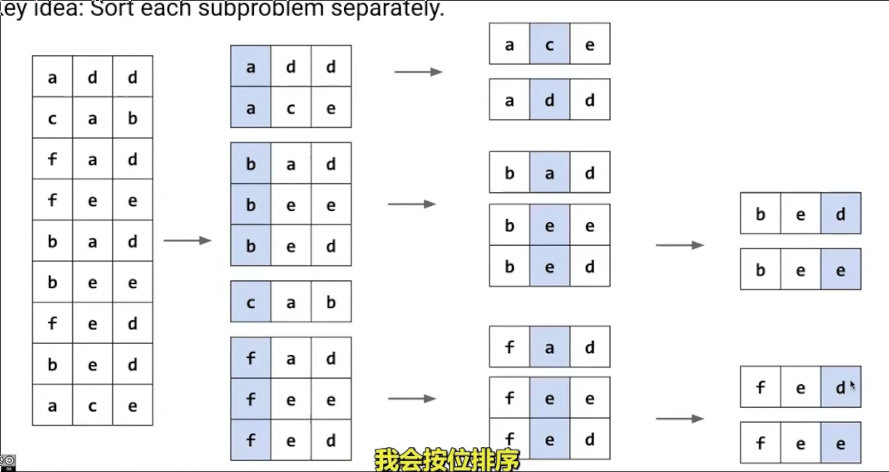 ey idea: Sort each subproblem separately.
a d d
c a b
f a d
f e e
b a d
b e e
f e d
b e d
a c e
a d d
a c e
b a d
b e e
b e d
c a b
f a d
f e e
f e d
a c e
a d d
b a d
b e e
b e d
f a d
f e e
f e d
b e d
b e e
f e d
f e e
我会按位排序